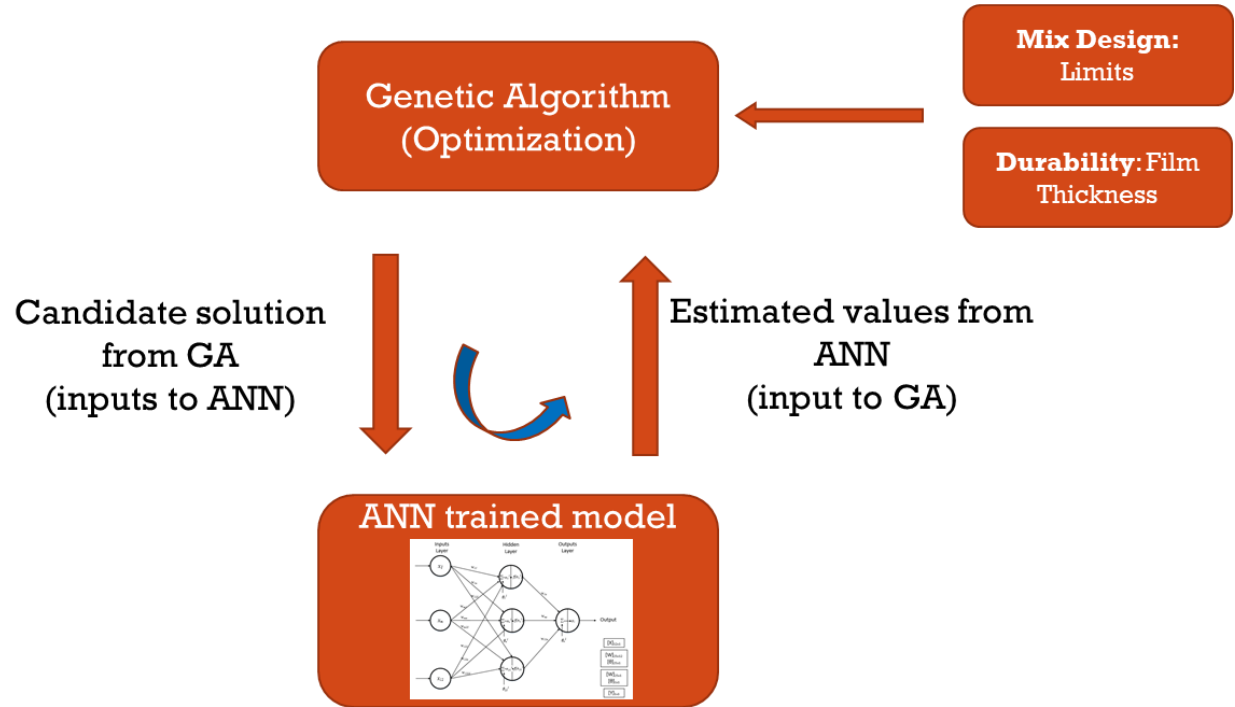 Mix Design:
Limits
Genetic Algorithm
(Optimization)
Durability: Film
Thickness
Candidate solution
from GA
(inputs to ANN)
Estimated values from
ANN
(input to GA)
ANN trained model
Inputs
Layer
Hidden
Layer
Outputs
Layer
Output